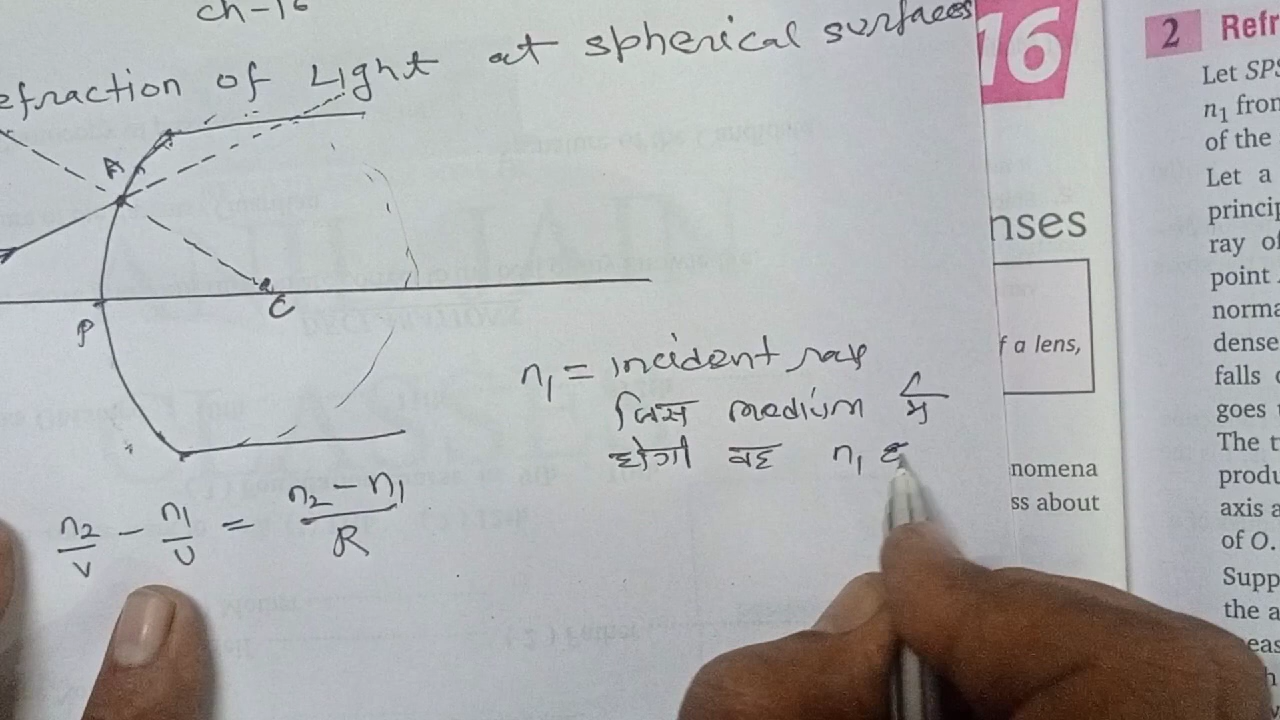 ch-16
efraction of Light at spherical surfaces
A
P
C
n₁ = incident ray
जिस medium में
होगी वह n₁ ह
n₂/v - n₁/u = n₂-n₁/R
16
nses
f a lens,
nomena
ss about
2 Refr
Let SPS
n₁ from
of the
Let a
princip
ray of
point
norma
dense
falls
goes
The t
produ
axis a
of O.
Supp
the a
eas